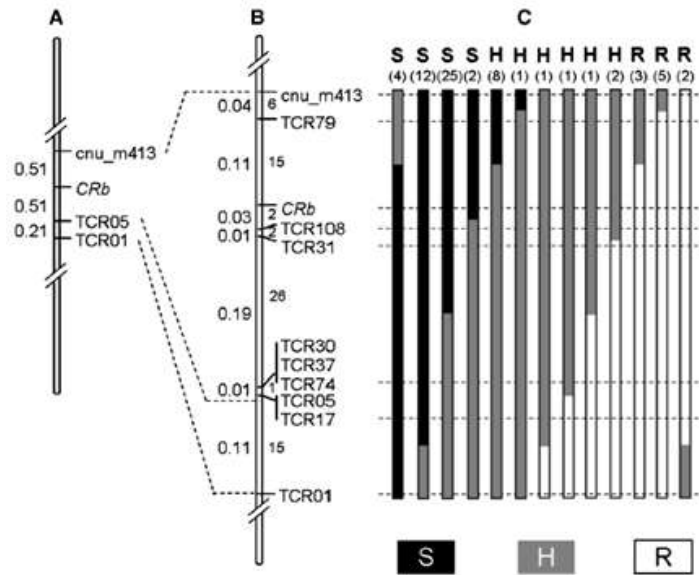 A B C
S S S S H H H H H H R R R
(4) (12) (25) (2) (8) (1) (1) (1) (1) (2) (3) (5) (2)
cnu_m413
0.51
CRb
0.51
TCR05
0.21
TCR01
cnu_m413
0.04 6
TCR79
0.11 15
CRb
0.03 2
TCR108
0.01 2
TCR31
0.19 26
TCR30
TCR37
TCR74
0.01 1
TCR05
TCR17
0.11 15
TCR01
S H R